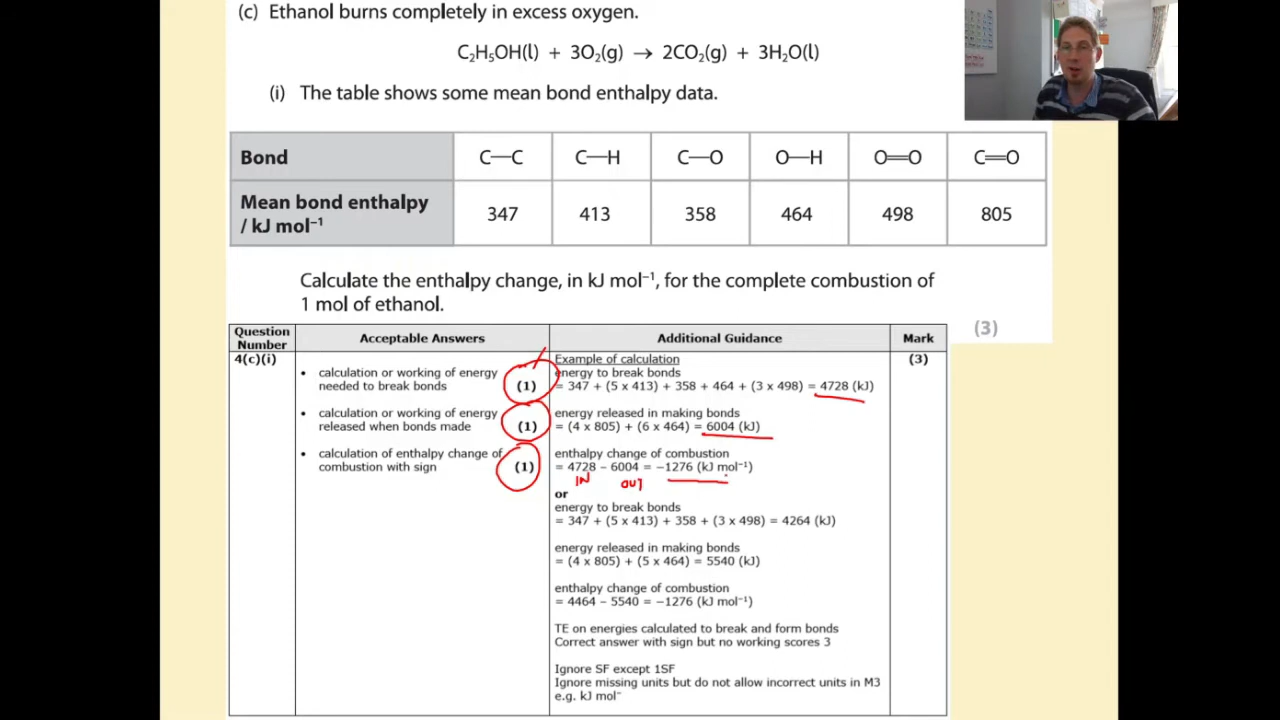 (c) Ethanol burns completely in excess oxygen.
C₂H₅OH(l) + 3O₂(g) → 2CO₂(g) + 3H₂O(l)
(i) The table shows some mean bond enthalpy data.
Bond C—C C—H C—O O—H O══O C══O
Mean bond enthalpy / kJ mol⁻¹ 347 413 358 464 498 805
Calculate the enthalpy change, in kJ mol⁻¹, for the complete combustion of
1 mol of ethanol.
(3)
Question Number Acceptable Answers Additional Guidance Mark
4(c)(i) (3)
• calculation or working of energy
needed to break bonds (1)
• calculation or working of energy
released when bonds made (1)
• calculation of enthalpy change of
combustion with sign (1)
Example of calculation
energy to break bonds
= 347 + (5 x 413) + 358 + 464 + (3 x 498) = 4728 (kJ)
energy released in making bonds
= (4 x 805) + (6 x 464) = 6004 (kJ)
enthalpy change of combustion
= 4728 – 6004 = –1276 (kJ mol⁻¹)
IN OUT
or
energy to break bonds
= 347 + (5 x 413) + 358 + (3 x 498) = 4264 (kJ)
energy released in making bonds
= (4 x 805) + (5 x 464) = 5540 (kJ)
enthalpy change of combustion
= 4464 – 5540 = –1276 (kJ mol⁻¹)
TE on energies calculated to break and form bonds
Correct answer with sign but no working scores 3
Ignore SF except 1SF
Ignore missing units but do not allow incorrect units in M3
e.g. kJ mol⁻